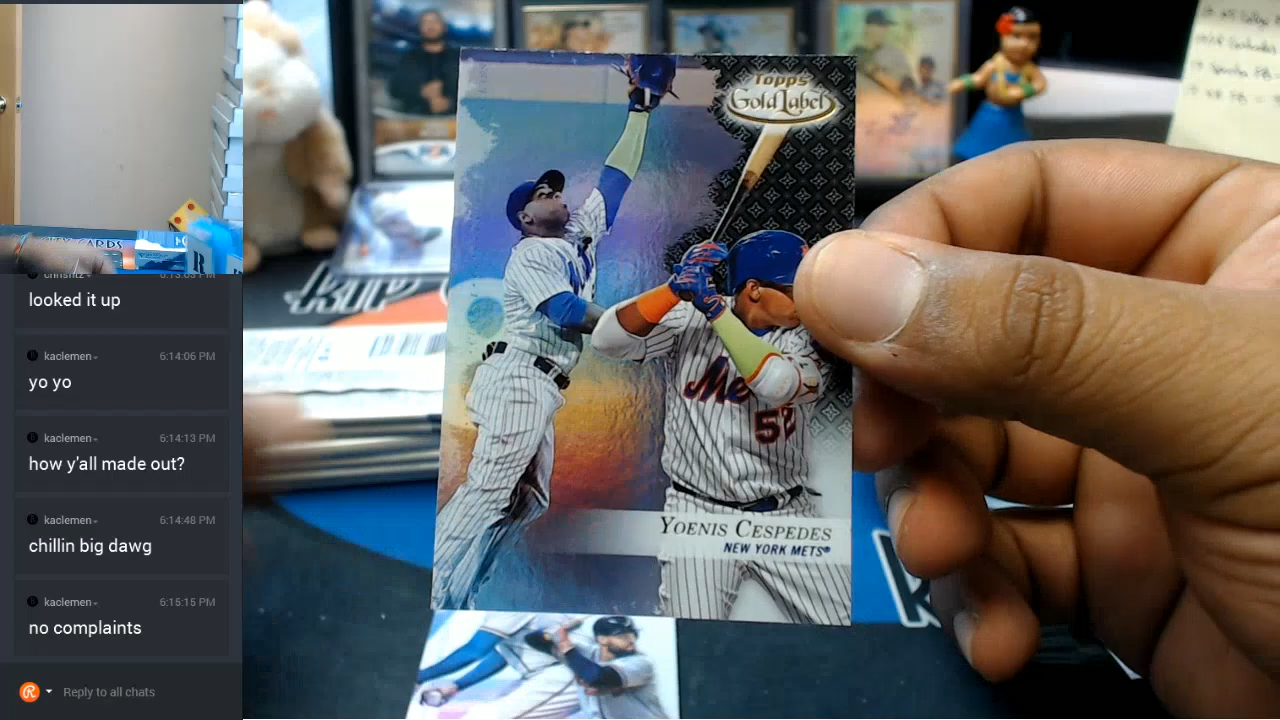 looked it up
kaclemen
6:14:06 PM
yo yo
kaclemen
6:14:13 PM
how y'all made out?
kaclemen
6:14:48 PM
chillin big dawg
kaclemen
6:15:15 PM
no complaints
Reply to all chats
Topps
Gold Label
Me
52
YOENIS CESPEDES
NEW YORK METS®